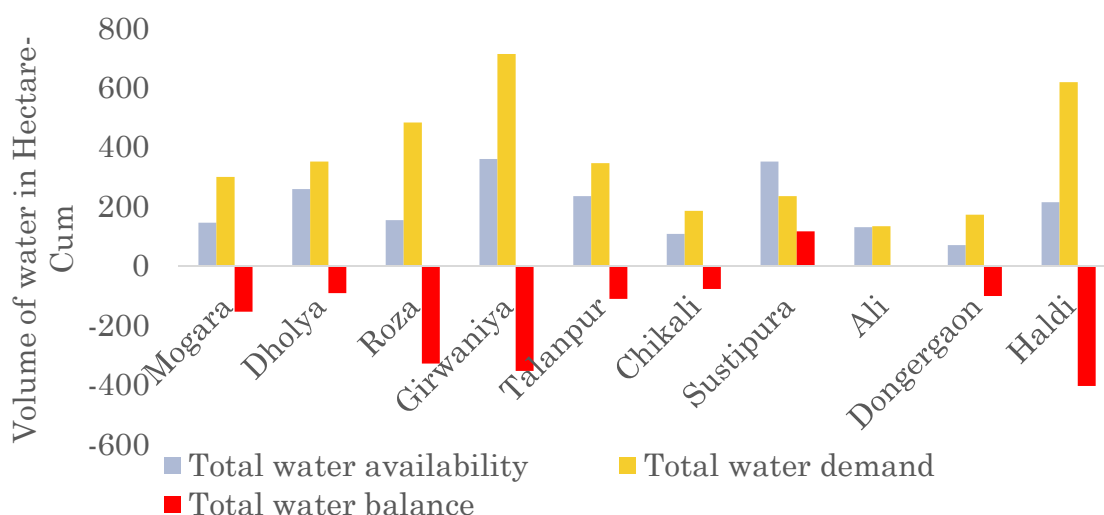 Volume of water in Hectare-
Cum
800
600
400
200
0
-200
-400
-600
Mogara
Dholya
Roza
Girwaniya
Talanpur
Chikali
Sustipura
Ali
Dongergaon
Haldi
Total water availability
Total water demand
Total water balance